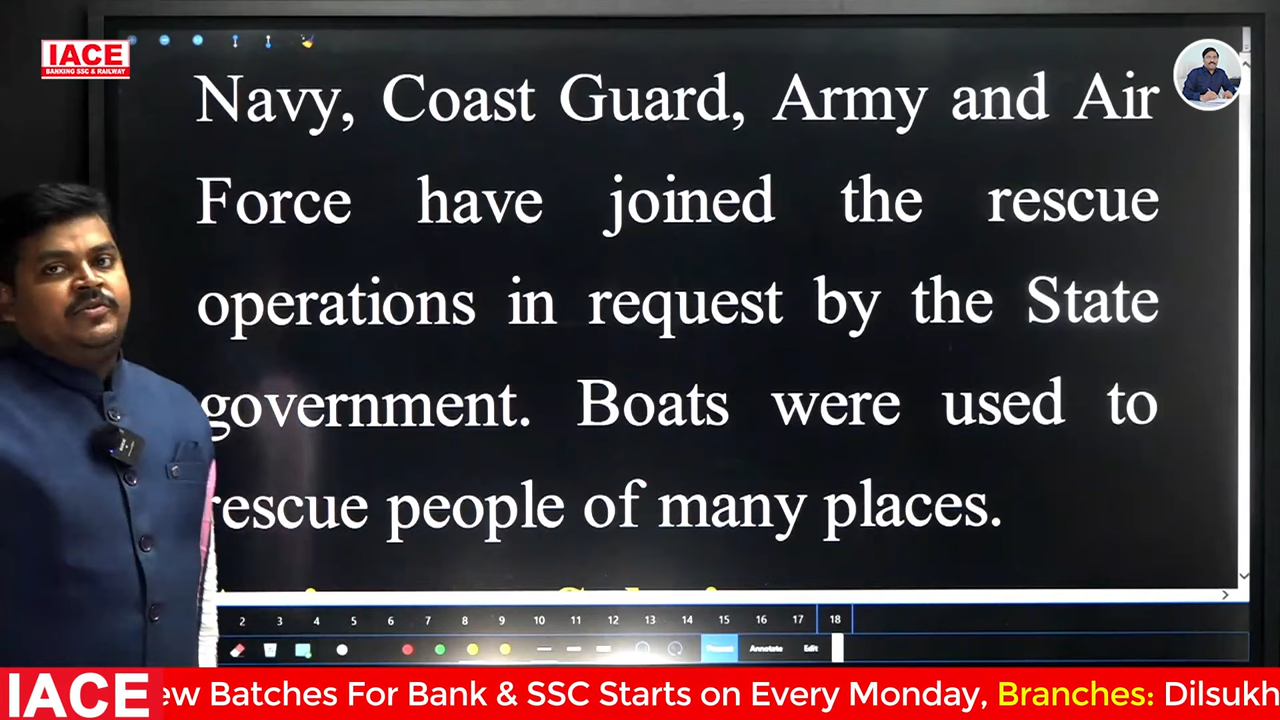 IACE
BANKING SSC & RAILWAY
Navy, Coast Guard, Army and Air
Force have joined the rescue
operations in request by the State
government. Boats were used to
rescue people of many places.
2 3 4 5 6 7 8 9 10 11 12 13 14 15 16 17 18
Annotate Edit
IACE ew Batches For Bank & SSC Starts on Every Monday, Branches: Dilsukh